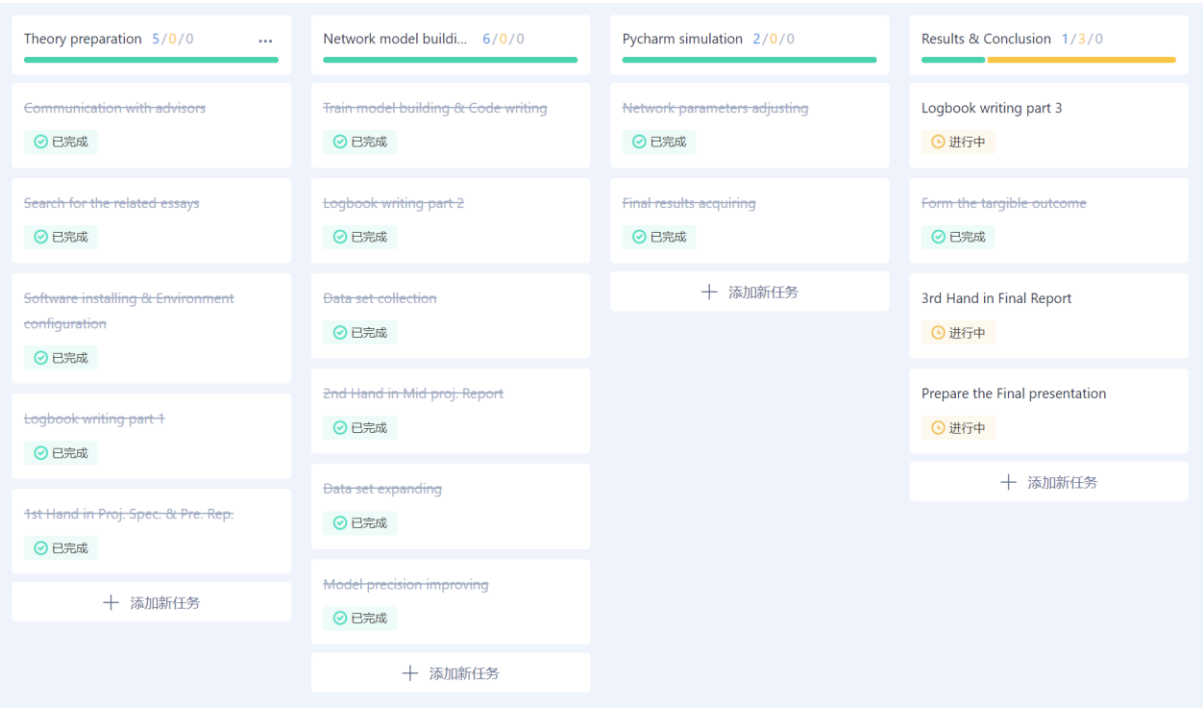 Theory preparation 5/0/0 ...
Communication with advisors
已完成
Search for the related essays
已完成
Software installing & Environment
configuration
已完成
Logbook writing part 1
已完成
1st Hand in Proj. Spec. & Pre. Rep.
已完成
添加新任务
Network model buildi... 6/0/0
Train model building & Code writing
已完成
Logbook writing part 2
已完成
Data set collection
已完成
2nd Hand in Mid proj. Report
已完成
Data set expanding
已完成
Model precision improving
已完成
添加新任务
Pycharm simulation 2/0/0
Network parameters adjusting
已完成
Final results acquiring
已完成
添加新任务
Results & Conclusion 1/3/0
Logbook writing part 3
进行中
Form the targible outcome
已完成
3rd Hand in Final Report
进行中
Prepare the Final presentation
进行中
添加新任务